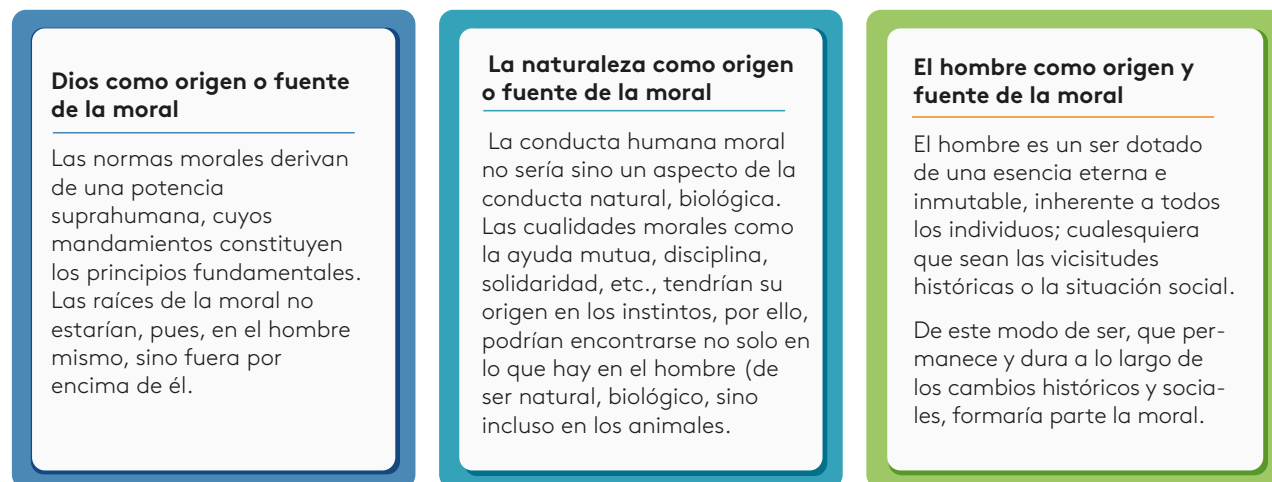 Dios como origen o fuente
de la moral
Las normas morales derivan
de una potencia
suprahumana, cuyos
mandamientos constituyen
los principios fundamentales.
Las raíces de la moral no
estarían, pues, en el hombre
mismo, sino fuera por
encima de él.
La naturaleza como origen
o fuente de la moral
La conducta humana moral
no sería sino un aspecto de la
conducta natural, biológica.
Las cualidades morales como
la ayuda mutua, disciplina,
solidaridad, etc., tendrían su
origen en los instintos, por ello,
podrían encontrarse no solo en
lo que hay en el hombre (de
ser natural, biológico, sino
incluso en los animales.
El hombre como origen y
fuente de la moral
El hombre es un ser dotado
de una esencia eterna e
inmutable, inherente a todos
los individuos; cualesquiera
que sean las vicisitudes
históricas o la situación social.
De este modo de ser, que per-
manece y dura a lo largo de
los cambios históricos y socia-
les, formaría parte la moral.